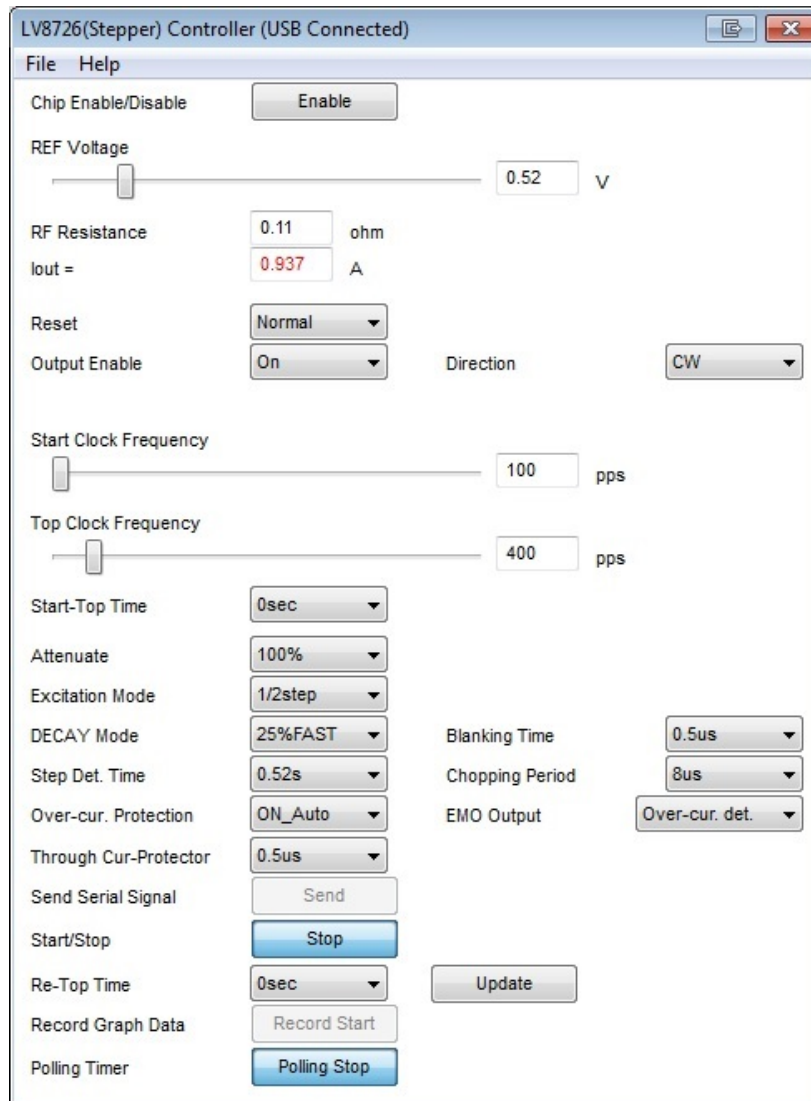 LV8726(Stepper) Controller (USB Connected)
File Help
Chip Enable/Disable Enable
REF Voltage
0.52 V
RF Resistance 0.11 ohm
Iout = 0.937 A
Reset Normal
Output Enable On Direction CW
Start Clock Frequency
100 pps
Top Clock Frequency
400 pps
Start-Top Time 0sec
Attenuate 100%
Excitation Mode 1/2step
DECAY Mode 25%FAST Blanking Time 0.5us
Step Det. Time 0.52s Chopping Period 8us
Over-cur. Protection ON_Auto EMO Output Over-cur. det.
Through Cur-Protector 0.5us
Send Serial Signal Send
Start/Stop Stop
Re-Top Time 0sec Update
Record Graph Data Record Start
Polling Timer Polling Stop